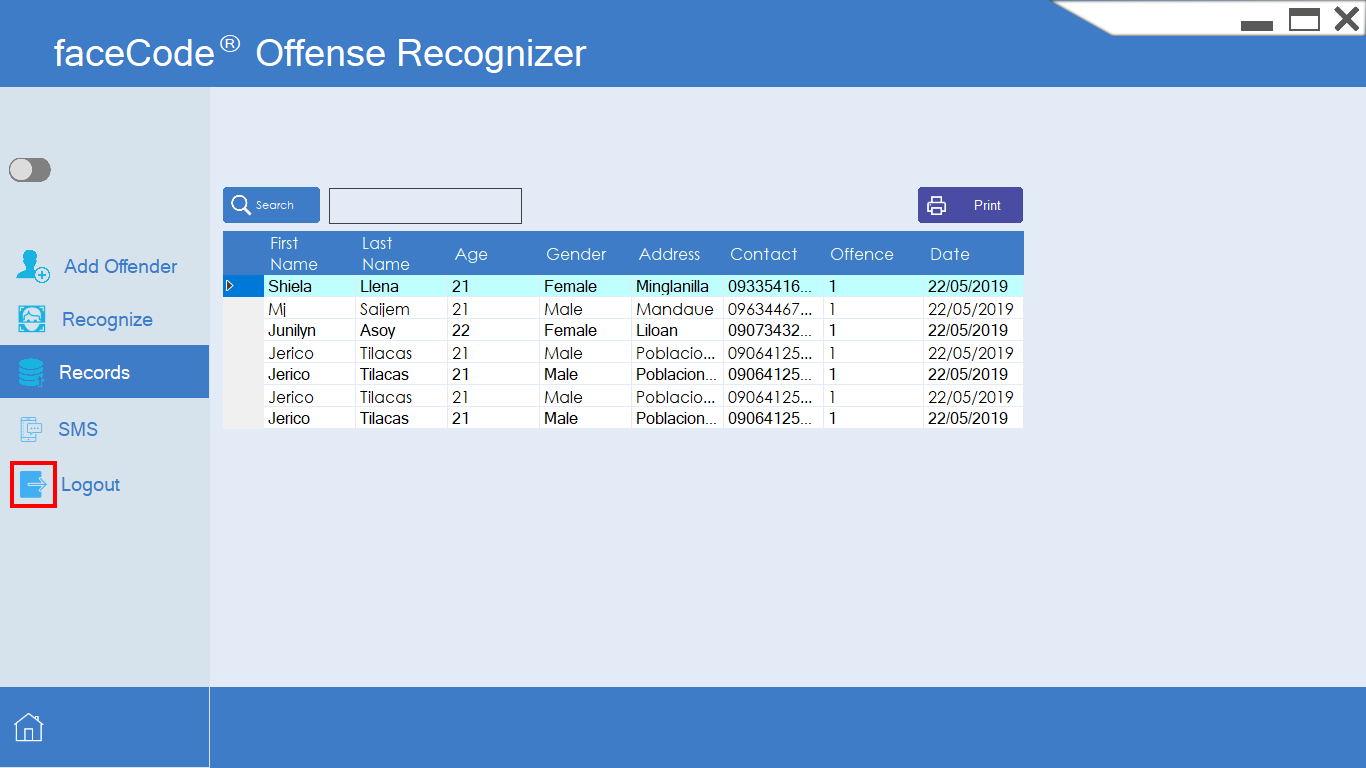 faceCode® Offense Recognizer
Search
Print
Add Offender
Recognize
Records
SMS
Logout
First Name Last Name Age Gender Address Contact Offence Date
Shiela Llena 21 Female Minglanilla 09335416... 1 22/05/2019
Mj Saijem 21 Male Mandaue 09634467... 1 22/05/2019
Junilyn Asoy 22 Female Liloan 09073432... 1 22/05/2019
Jerico Tilacas 21 Male Poblacio... 09064125... 1 22/05/2019
Jerico Tilacas 21 Male Poblacion... 09064125... 1 22/05/2019
Jerico Tilacas 21 Male Poblacio... 09064125... 1 22/05/2019
Jerico Tilacas 21 Male Poblacion... 09064125... 1 22/05/2019